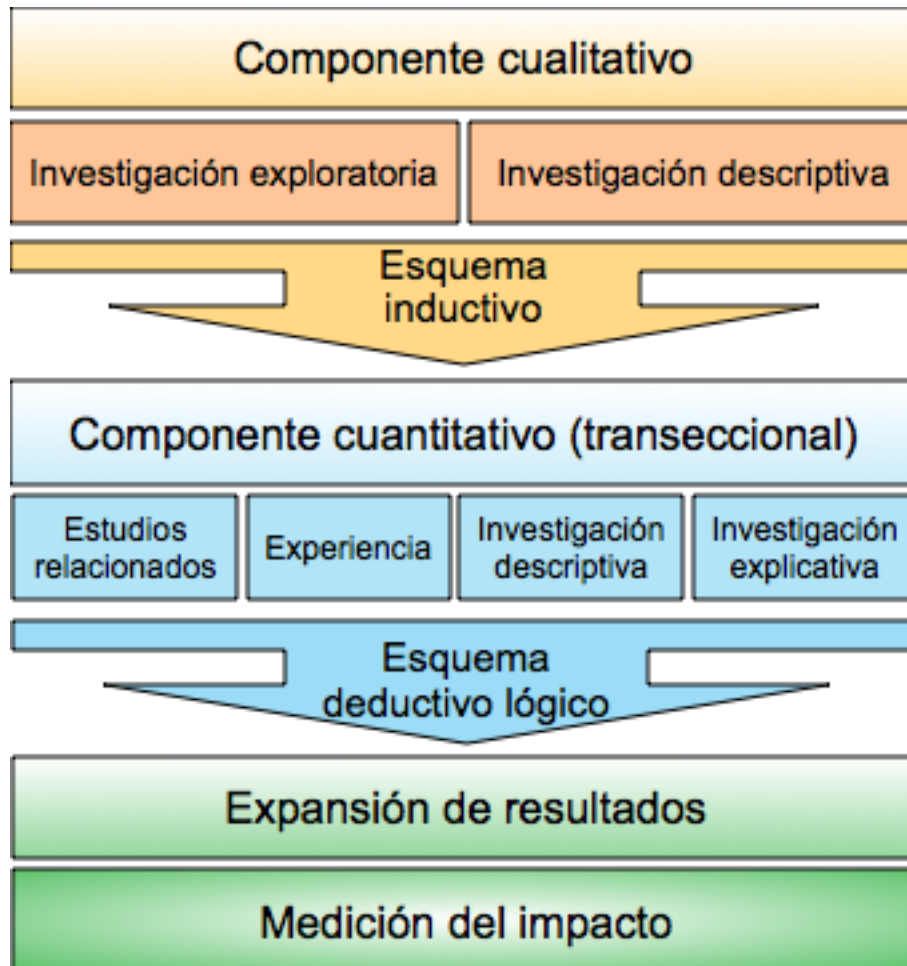 Componente cualitativo
Investigación exploratoria
Investigación descriptiva
Esquema
inductivo
Componente cuantitativo (transeccional)
Estudios
relacionados
Experiencia
Investigación
descriptiva
Investigación
explicativa
Esquema
deductivo lógico
Expansión de resultados
Medición del impacto